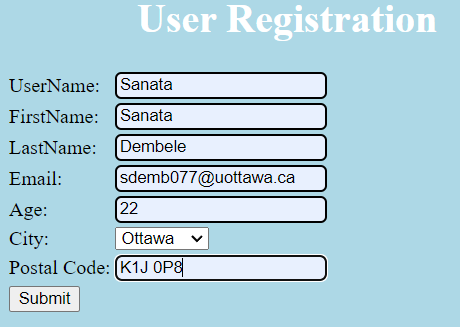 User Registration
UserName: Sanata
FirstName: Sanata
LastName: Dembele
Email: sdemb077@uottawa.ca
Age: 22
City: Ottawa
Postal Code: K1J 0P8
Submit